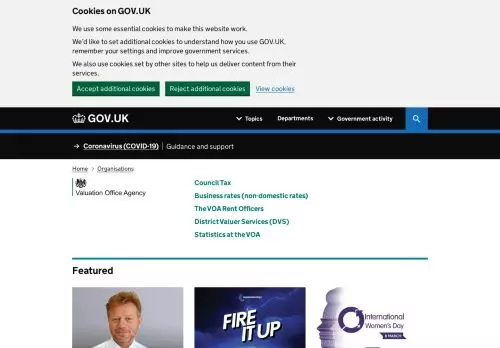 Cookies on GOV.UK
We use some essential cookies to make this website work.
We'd like to set additional cookies to understand how you use GOV.UK,
remember your settings and improve government services.
We also use cookies set by other sites to help us deliver content from their
services.
Accept additional cookies
Reject additional cookies
View cookies
GOV.UK
Topics
Departments
Government activity
Coronavirus (COVID-19)
Guidance and support
Home
Organisations
Valuation Office Agency
Council Tax
Business rates (non-domestic rates)
The VOA Rent Officers
District Valuer Services (DVS)
Statistics at the VOA
Featured
FIRE
IT UP
International
Women's Day
8 MARCH